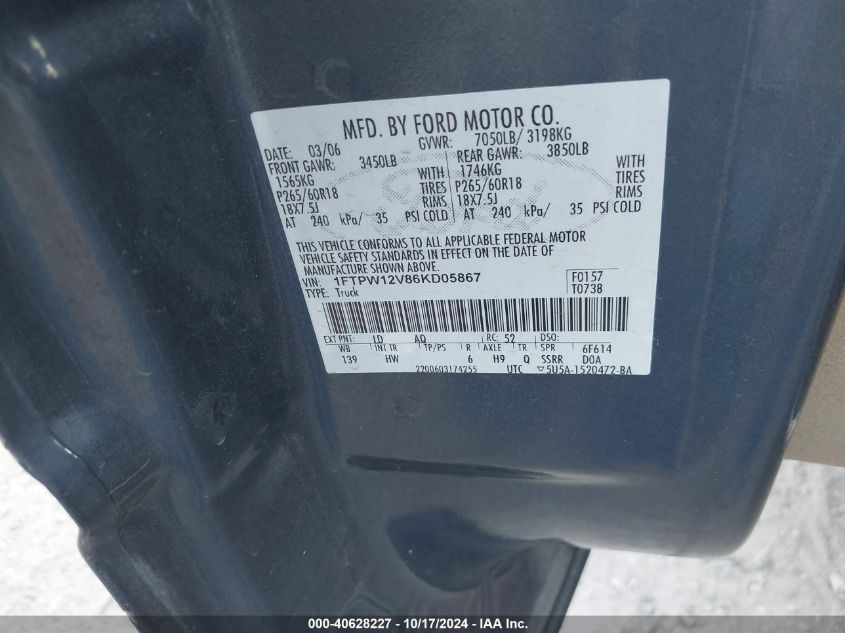 MFD. BY FORD MOTOR CO.
DATE: 03/06 GVWR: 7050LB/ 3198KG
FRONT GAWR: 3450LB REAR GAWR: 3850LB
1565KG WITH 1746KG WITH
P265/60R18 TIRES P265/60R18 TIRES
18X7.5J RIMS 18X7.5J RIMS
AT 240 kPa/ 35 PSI COLD AT 240 kPa/ 35 PSI COLD
THIS VEHICLE CONFORMS TO ALL APPLICABLE FEDERAL MOTOR
VEHICLE SAFETY STANDARDS IN EFFECT ON THE DATE OF
MANUFACTURE SHOWN ABOVE.
VIN: 1FTPW12V86KD05867 F0157
TYPE: Truck T0738
EXT PNT: LD AQ RC: 52 DSO:
WB INT TR TP/PS R AXLE TR SPR 6F614
139 HW 6 H9 Q SSRR DOA
2200603174255 UTC ▽5U5A-1520472-BA
000-40628227 - 10/17/2024 - IAA Inc.